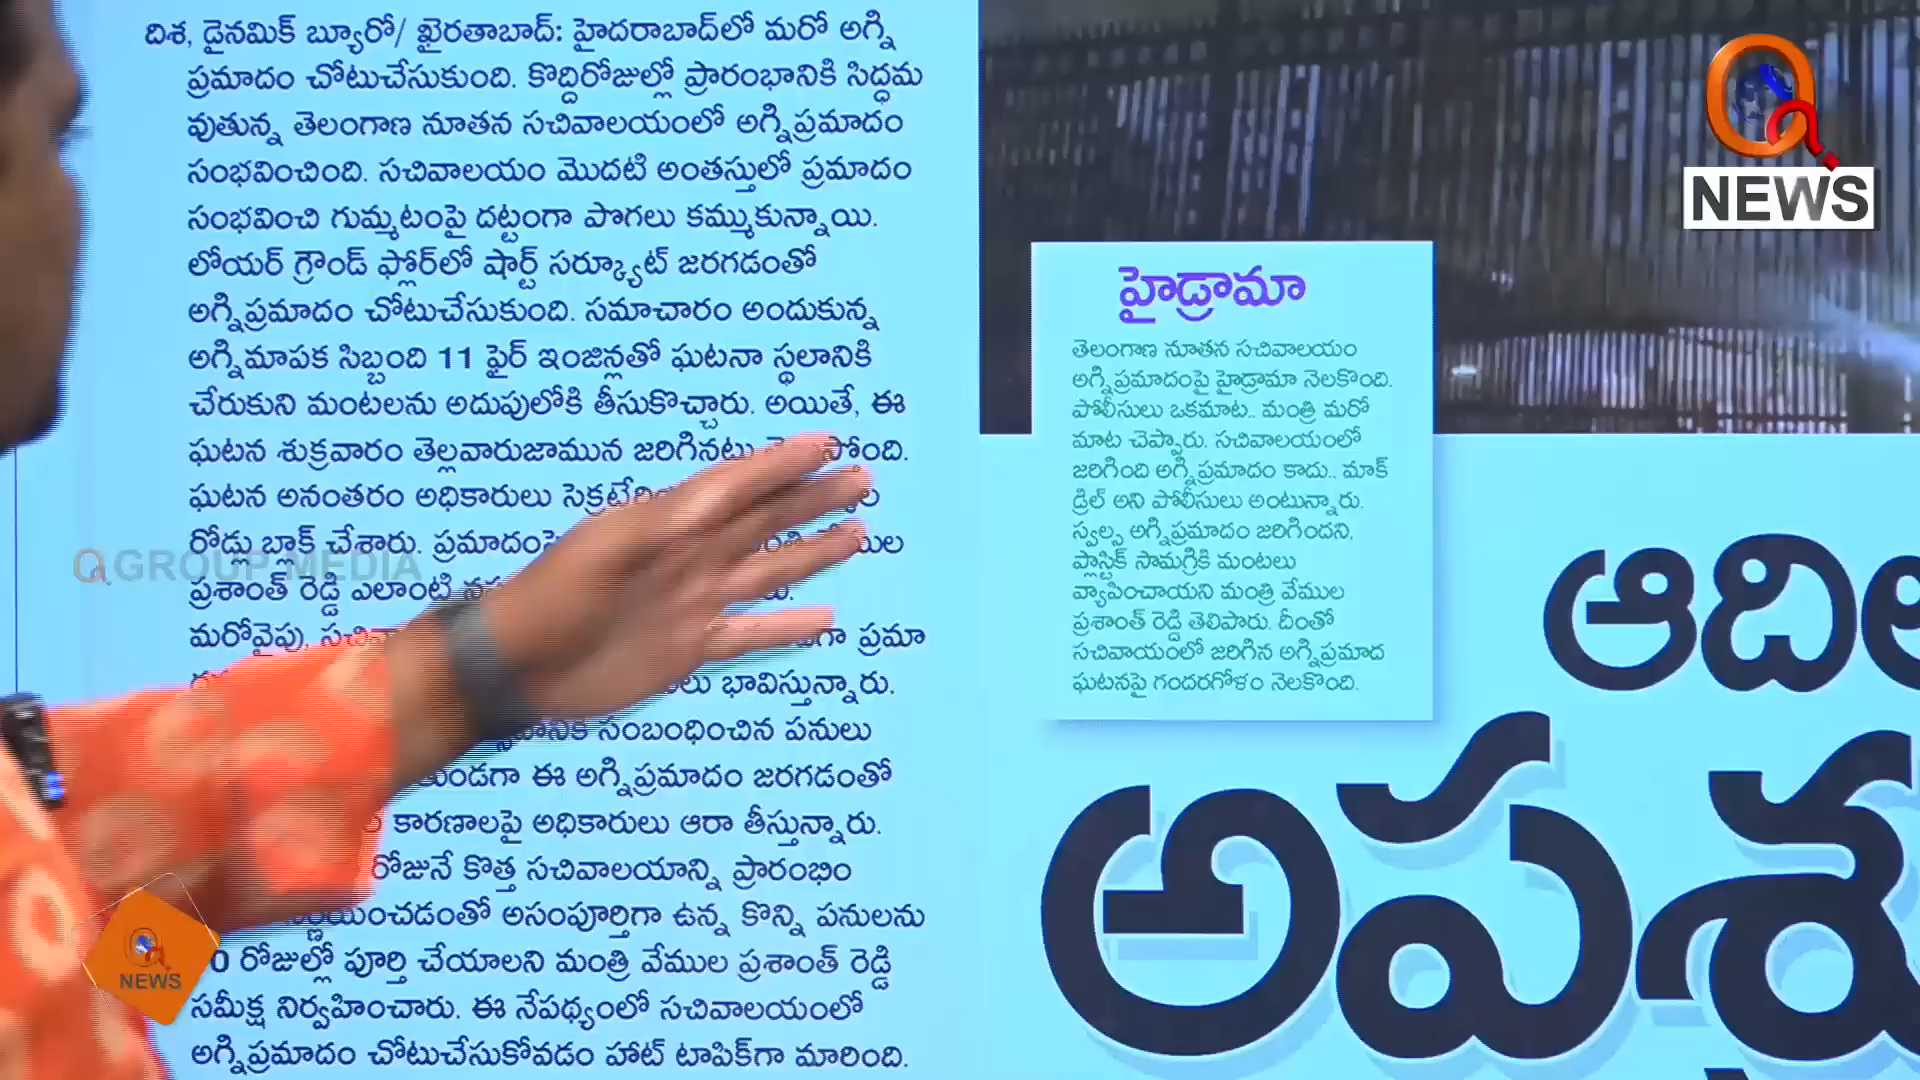 దిశ, డైనమిక్ బ్యూరో/ ఖైరతాబాద్: హైదరాబాద్‌లో మరో అగ్ని
ప్రమాదం చోటుచేసుకుంది. కొద్దిరోజుల్లో ప్రారంభానికి సిద్ధమ
వుతున్న తెలంగాణ నూతన సచివాలయంలో అగ్నిప్రమాదం
సంభవించింది. సచివాలయం మొదటి అంతస్తులో ప్రమాదం
సంభవించి గుమ్మటంపై దట్టంగా పొగలు కమ్ముకున్నాయి.
లోయర్ గ్రౌండ్ ఫ్లోర్‌లో షార్ట్ సర్క్యూట్ జరగడంతో
అగ్నిప్రమాదం చోటుచేసుకుంది. సమాచారం అందుకున్న
అగ్నిమాపక సిబ్బంది 11 ఫైర్ ఇంజిన్లతో ఘటనా స్థలానికి
చేరుకుని మంటలను అదుపులోకి తీసుకొచ్చారు. అయితే, ఈ
ఘటన శుక్రవారం తెల్లవారుజామున జరిగినట్లు
ఘటన అనంతరం అధికారులు
రోడ్లు బ్లాక్ చేశారు.
ప్రశాంత్ రెడ్డి ఎలాంటి
మరోవైపు, ప్రమా
భావిస్తున్నారు.
సంబంధించిన పనులు
ఈ అగ్నిప్రమాదం జరగడంతో
కారణాలపై అధికారులు ఆరా తీస్తున్నారు.
రోజునే కొత్త సచివాలయాన్ని ప్రారంభిం
అసంపూర్తిగా ఉన్న కొన్ని పనులను
రోజుల్లో పూర్తి చేయాలని మంత్రి వేముల ప్రశాంత్ రెడ్డి
సమీక్ష నిర్వహించారు. ఈ నేపథ్యంలో సచివాలయంలో
అగ్నిప్రమాదం చోటుచేసుకోవడం హాట్ టాపిక్‌గా మారింది.
హైడ్రామా
తెలంగాణ నూతన సచివాలయం
అగ్నిప్రమాదంపై హైడ్రామా నెలకొంది.
పోలీసులు ఒకమాట.. మంత్రి మరో
మాట చెప్పారు. సచివాలయంలో
జరిగింది అగ్నిప్రమాదం కాదు.. మాక్
డ్రిల్ అని పోలీసులు అంటున్నారు.
స్వల్ప అగ్నిప్రమాదం జరిగిందని,
ప్లాస్టిక్ సామగ్రికి మంటలు
వ్యాపించాయని మంత్రి వేముల
ప్రశాంత్ రెడ్డి తెలిపారు. దీంతో
సచివాయంలో జరిగిన అగ్నిప్రమాద
ఘటనపై గందరగోళం నెలకొంది.
Q NEWS
Q GROUP MEDIA
NEWS